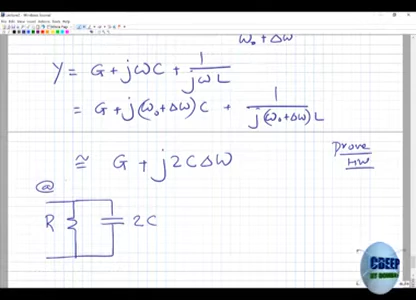 ω₀ + Δω
Y = G + jωC + 1/(jωL)
= G + j(ω₀+Δω)C + 1/(j(ω₀+Δω)L)
≅ G + j2CΔω
Prove
HW
@
R 2C
CDEEP
IIT BOMBAY